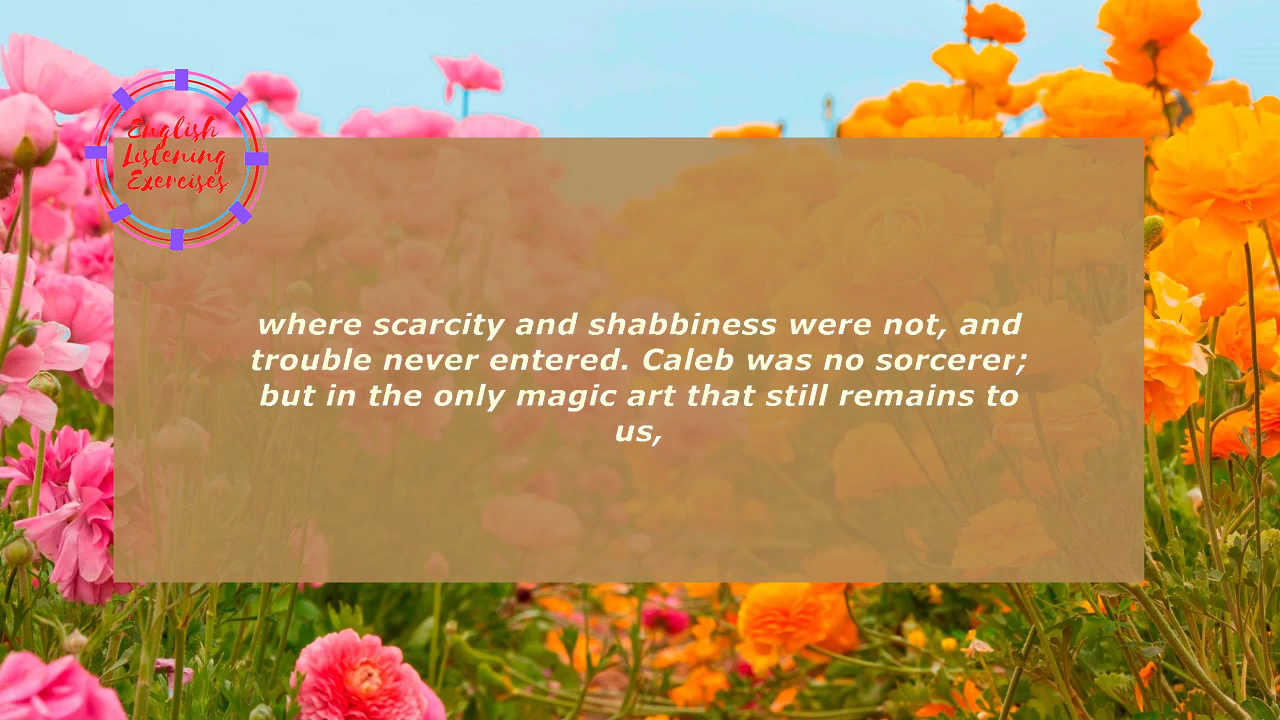 English
Listening
Exercises
where scarcity and shabbiness were not, and
trouble never entered. Caleb was no sorcerer;
but in the only magic art that still remains to
us,